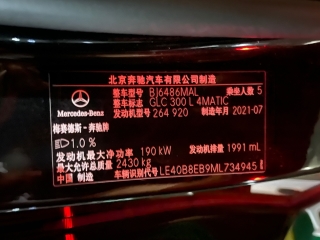 北京奔驰汽车有限公司制造
整车型号 BJ6486MAL 乘坐人数 5
整车标志 GLC 300 L 4MATIC
发动机型号 264 920 制造年月 2021-07
Mercedes-Benz
梅赛德斯-奔驰牌
1.0 %
发动机最大净功率 190 kW 发动机排量 1991 mL
最大允许总质量 2430 kg
中国 制造 车辆识别代号 LE40B8EB9ML734945